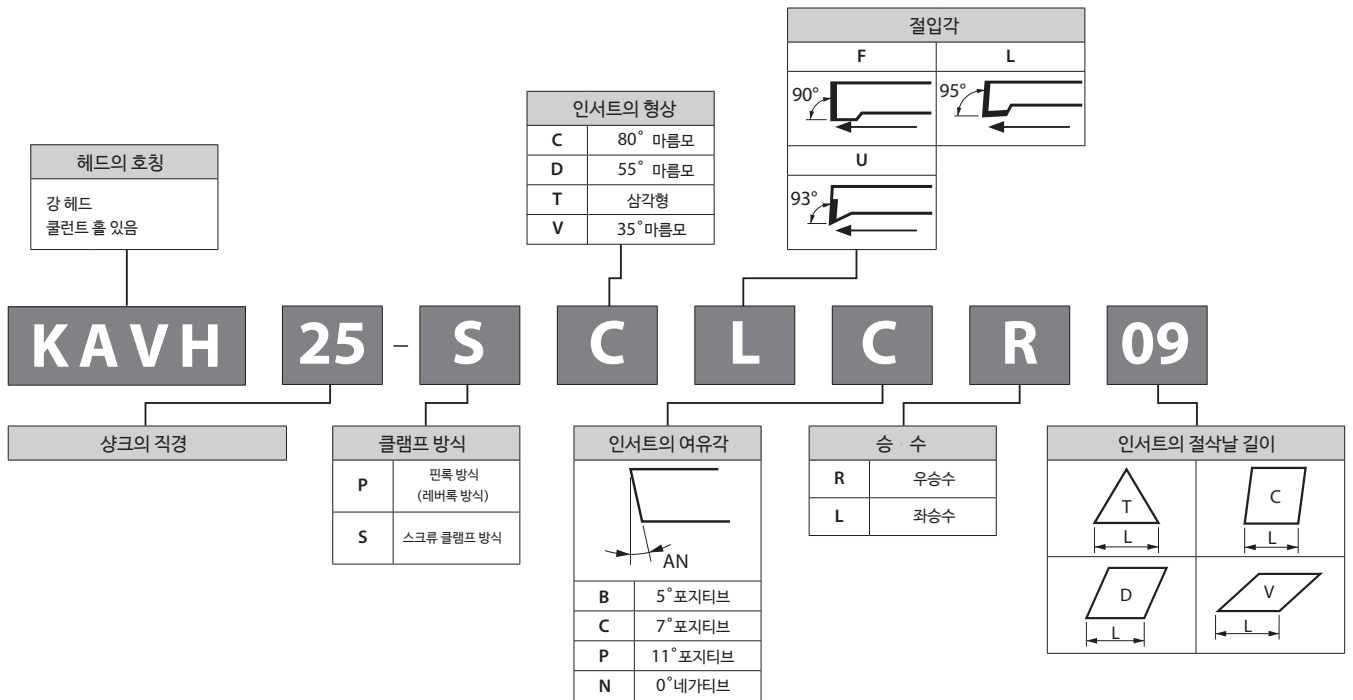 절입각
F L
90° 95°
U
93°
인서트의 형상
C 80° 마름모
D 55° 마름모
T 삼각형
V 35°마름모
헤드의 호칭
강 헤드
쿨런트 홀 있음
KAVH 25 - S C L C R 09
샹크의 직경
클램프 방식
P 핀록 방식
(레버록 방식)
S 스크류 클램프 방식
인서트의 여유각
AN
B 5°포지티브
C 7°포지티브
P 11°포지티브
N 0°네가티브
승 · 수
R 우승수
L 좌승수
인서트의 절삭날 길이
T C
L L
D V
L L